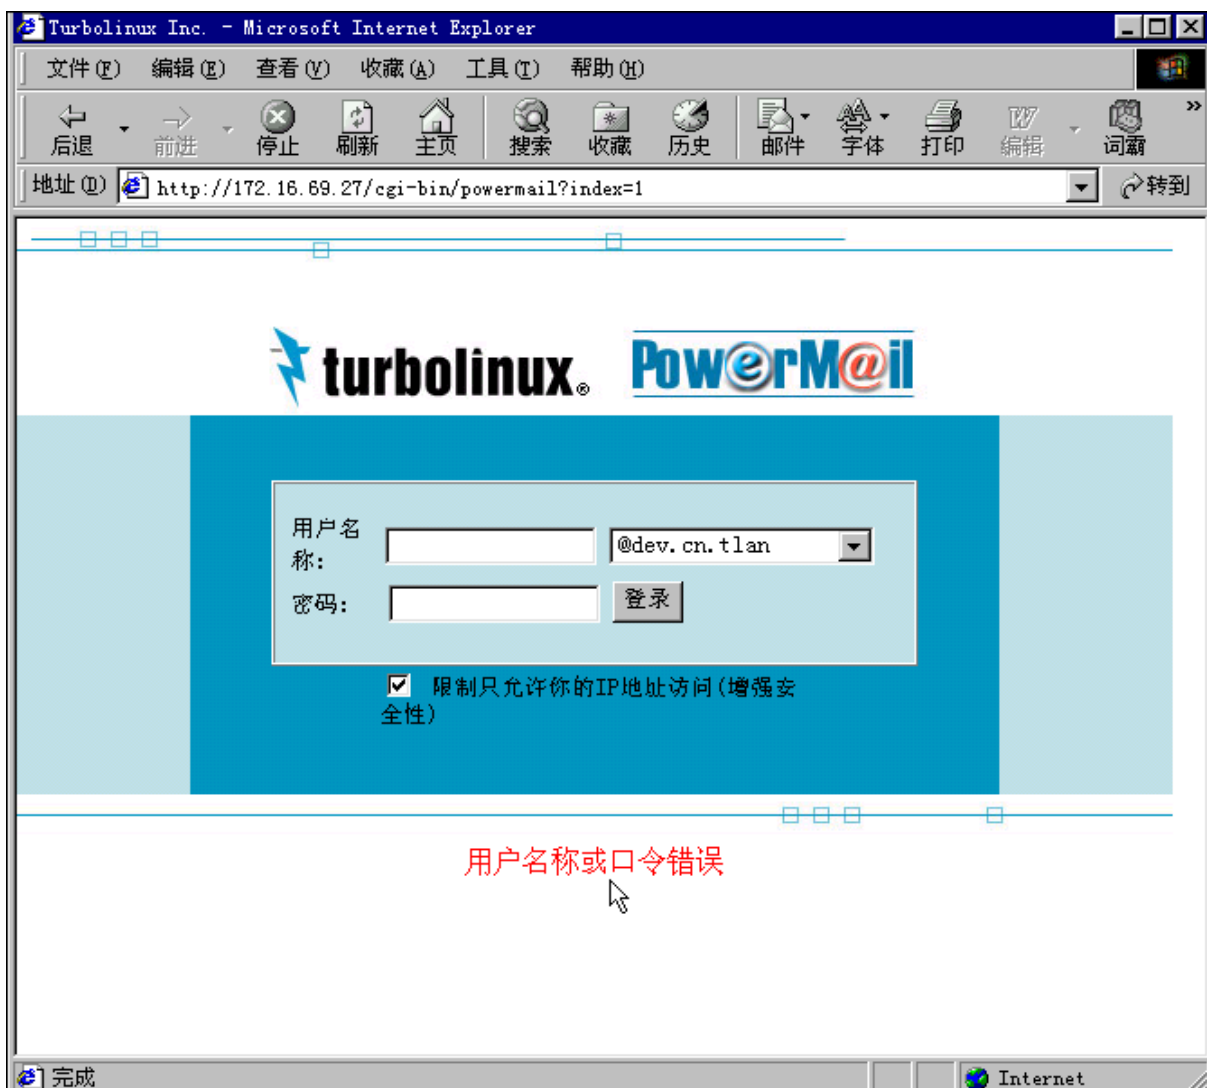 Turbolinux Inc. - Microsoft Internet Explorer
文件(F) 编辑(E) 查看(V) 收藏(A) 工具(T) 帮助(H)
后退 前进 停止 刷新 主页 搜索 收藏 历史 邮件 字体 打印 编辑 词霸 »
地址(D) http://172.16.69.27/cgi-bin/powermail?index=1 转到
turbolinux® PowerM@il
用户名
称: @dev.cn.tlan
密码: 登录
限制只允许你的IP地址访问(增强安
全性)
用户名称或口令错误
完成 Internet